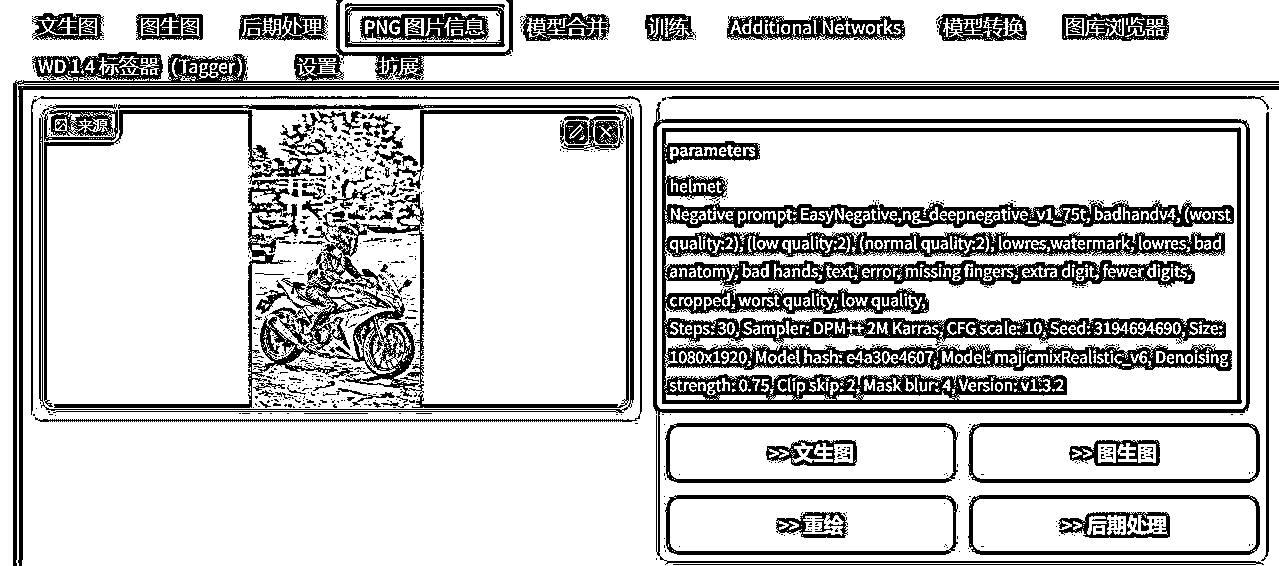 文生图 图生图 后期处理 PNG 图片信息 模型合并 训练 Additional Networks 模型转换 图库浏览器
WD 1.4 标签器（Tagger） 设置 扩展
来源
parameters
helmet
Negative prompt: EasyNegative,ng_deepnegative_v1_75t, badhandv4, (worst
quality:2), (low quality:2), (normal quality:2), lowres,watermark, lowres, bad
anatomy, bad hands, text, error, missing fingers, extra digit, fewer digits,
cropped, worst quality, low quality,
Steps: 30, Sampler: DPM++ 2M Karras, CFG scale: 10, Seed: 3194694690, Size:
1080x1920, Model hash: e4a30e4607, Model: majicmixRealistic_v6, Denoising
strength: 0.75, Clip skip: 2, Mask blur: 4, Version: v1.3.2
>> 文生图 >> 图生图
>> 重绘 >> 后期处理